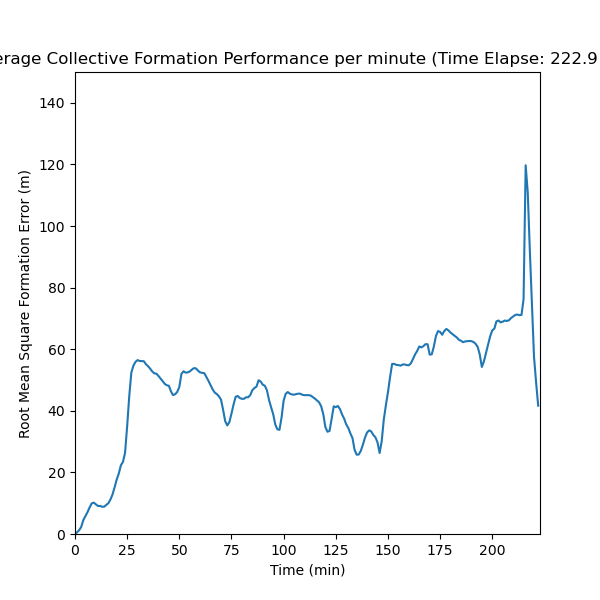 erage Collective Formation Performance per minute (Time Elapse: 222.9
140
120
100
80
60
40
20
0
Root Mean Square Formation Error (m)
0 25 50 75 100 125 150 175 200
Time (min)